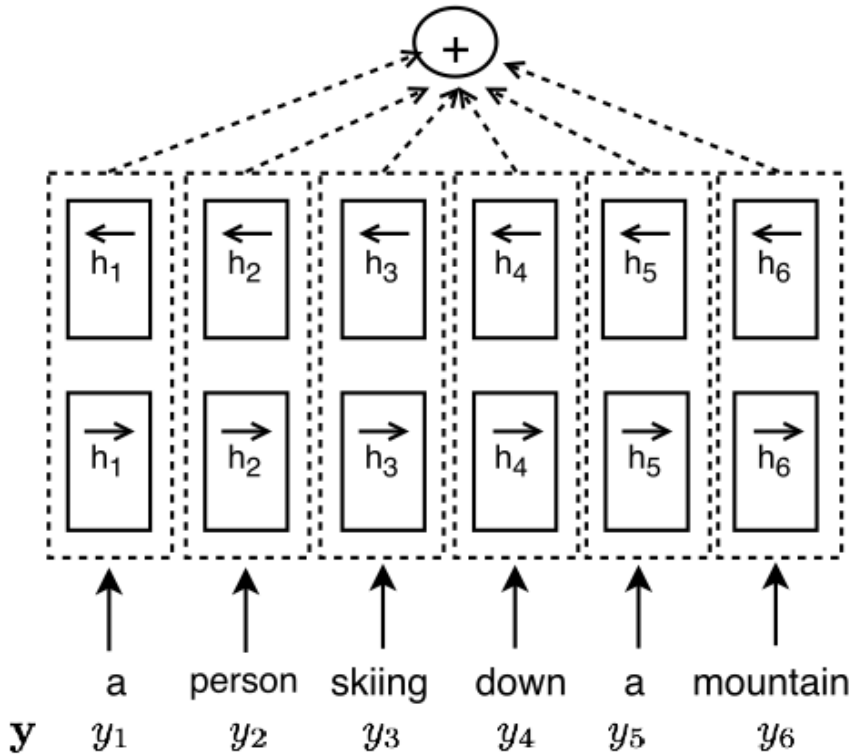 +
←h₁ ←h₂ ←h₃ ←h₄ ←h₅ ←h₆
→h₁ →h₂ →h₃ →h₄ →h₅ →h₆
a person skiing down a mountain
y y₁ y₂ y₃ y₄ y₅ y₆